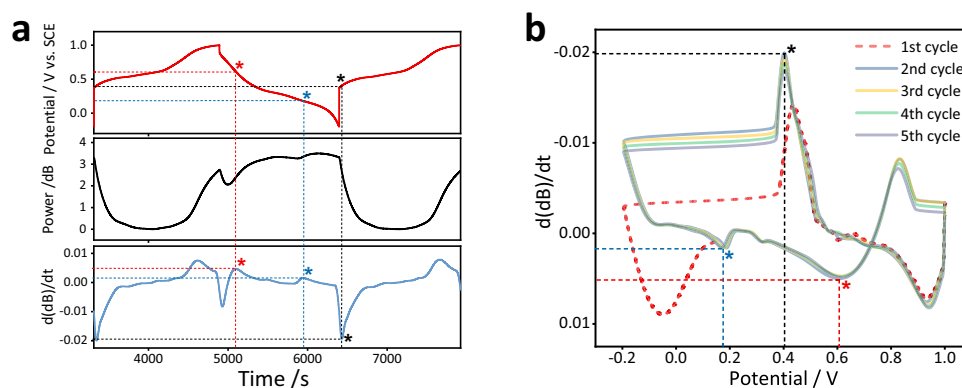 a
Potential / V vs. SCE
1.0
0.5
0.0
*
*
*
Power /dB
4
3
2
1
0
d(dB)/dt
0.01
0.00
-0.01
-0.02
*
*
*
4000 5000 6000 7000
Time /s
b
d(dB)/dt
-0.02
-0.01
0.00
0.01
*
*
*
1st cycle
2nd cycle
3rd cycle
4th cycle
5th cycle
-0.2 0.0 0.2 0.4 0.6 0.8 1.0
Potential / V